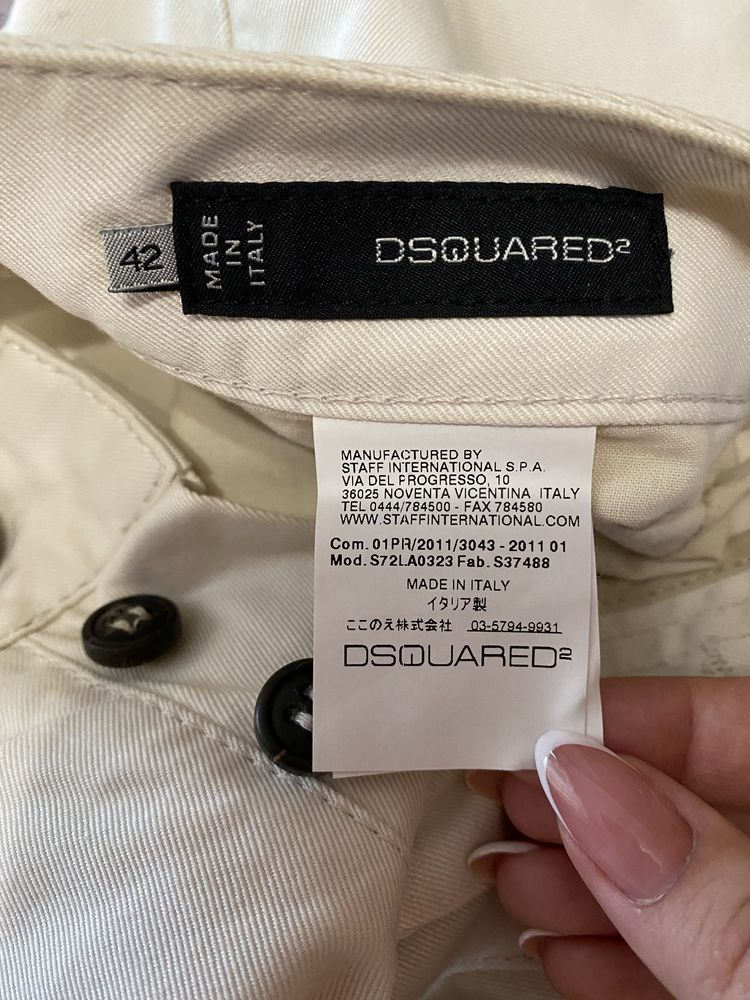 42
MADE
IN
ITALY
DSQUARED²
MANUFACTURED BY
STAFF INTERNATIONAL S.P.A.
VIA DEL PROGRESSO, 10
36025 NOVENTA VICENTINA ITALY
TEL 0444/784500 - FAX 784580
WWW.STAFFINTERNATIONAL.COM
Com. 01PR/2011/3043 - 2011 01
Mod. S72LA0323 Fab. S37488
MADE IN ITALY
イタリア製
ここのえ株式会社 03-5794-9931
DSQUARED²